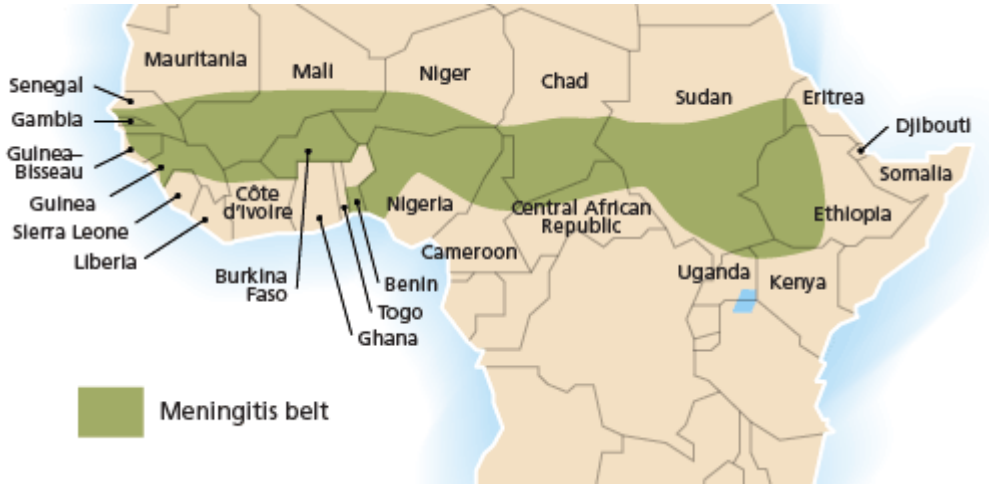 Mauritania
Mali
Niger
Chad
Sudan
Eritrea
Djibouti
Somalia
Ethiopia
Senegal
Gambia
Guinea–
Bisseau
Guinea
Sierra Leone
Liberia
Côte
d'Ivoire
Burkina
Faso
Ghana
Togo
Benin
Nigeria
Cameroon
Central African
Republic
Uganda
Kenya
Meningitis belt